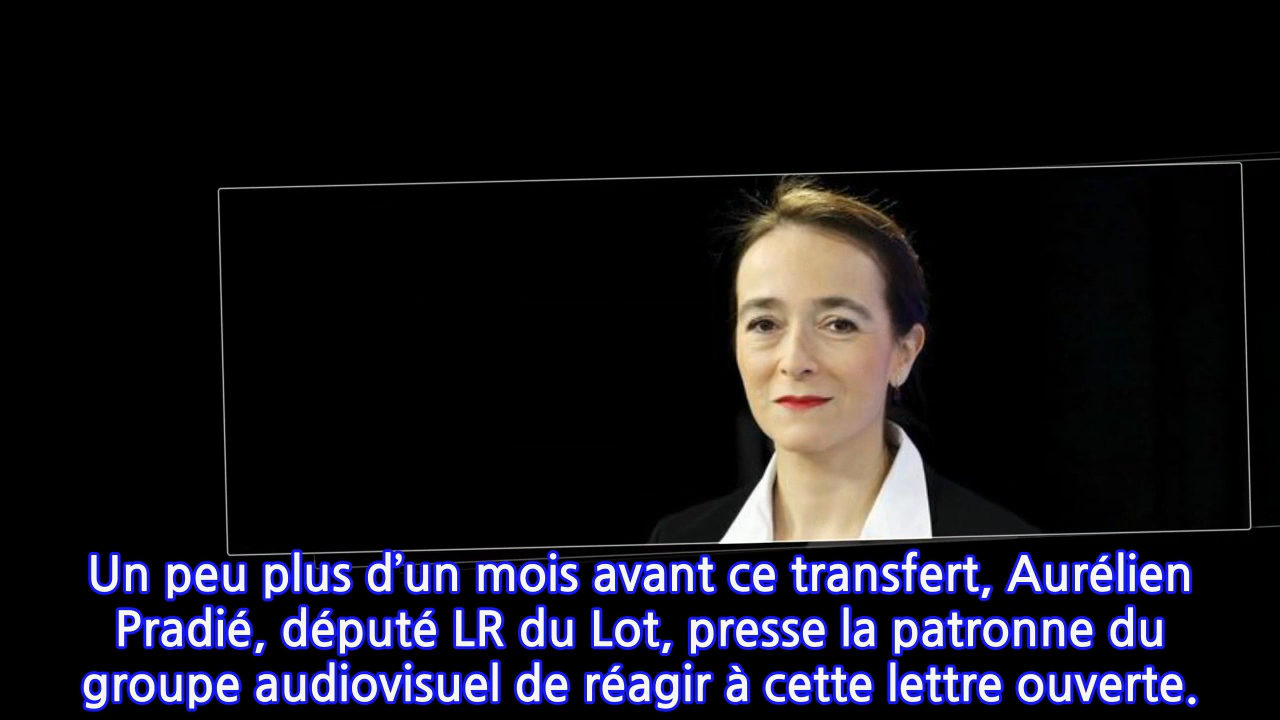 Un peu plus d’un mois avant ce transfert, Aurélien
Pradié, député LR du Lot, presse la patronne du
groupe audiovisuel de réagir à cette lettre ouverte.